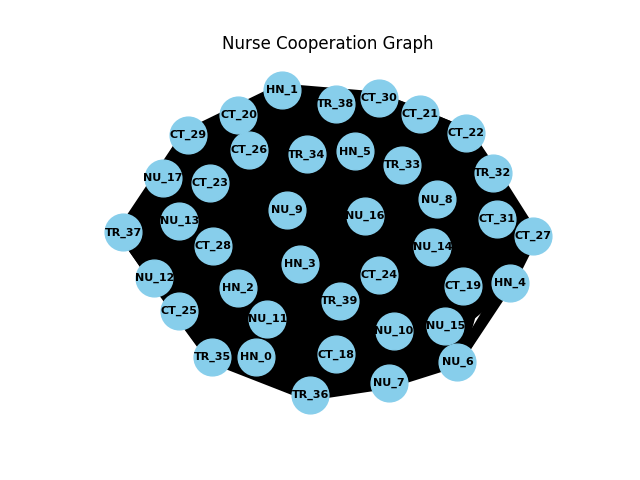 Nurse Cooperation Graph
HN_1
CT_30
TR_38
CT_21
CT_20
CT_22
CT_29
CT_26
HN_5
TR_34
TR_33
TR_32
NU_17
CT_23
NU_8
NU_9
NU_16
CT_31
NU_13
TR_37
CT_27
CT_28
NU_14
HN_3
CT_24
NU_12
HN_4
CT_19
HN_2
TR_39
CT_25
NU_11
NU_15
NU_10
CT_18
TR_35
HN_0
NU_6
NU_7
TR_36